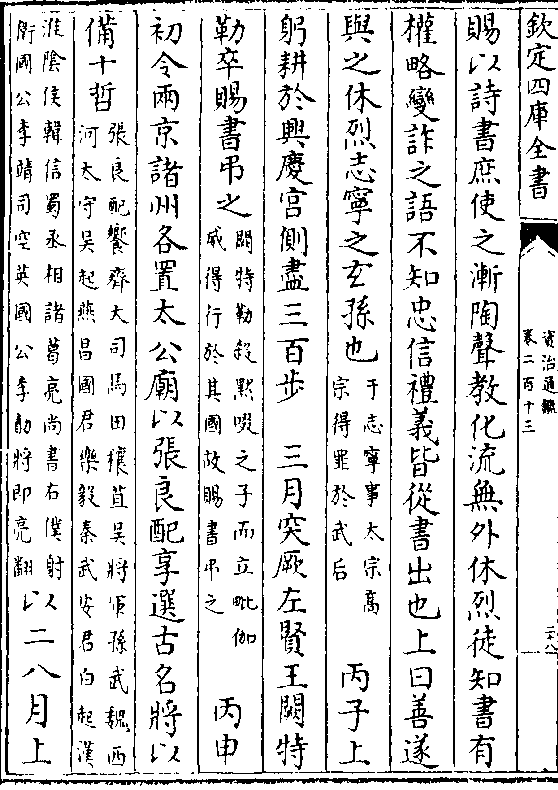 欽定四庫全書
資治通鑑
卷二百十三
賜以詩書庶使之漸陶聲教化流無外休烈徒知書有
權略變詐之語不知忠信禮義皆從書出也上曰善遂
與之休烈志寧之玄孫也
于志寧事太宗高
宗得罪於武后
丙子上
躬耕於興慶宮側盡三百步　三月突厥左賢王闕特
勒卒賜書弔之
闕特勒殺黙啜之子而立毗伽
威得行於其國故賜書弔之
丙申
初令兩京諸州各置太公廟以張良配享選古名將以
備十哲
張良配饗齊大司馬田穰苴吳將軍孫武魏西
河大守吳起燕昌國君樂毅秦武安君白起漢
淮陰侯韓信蜀丞相諸葛亮尚書右僕射
衛國公李靖司空英國公李勣將即亮翻
以二八月上